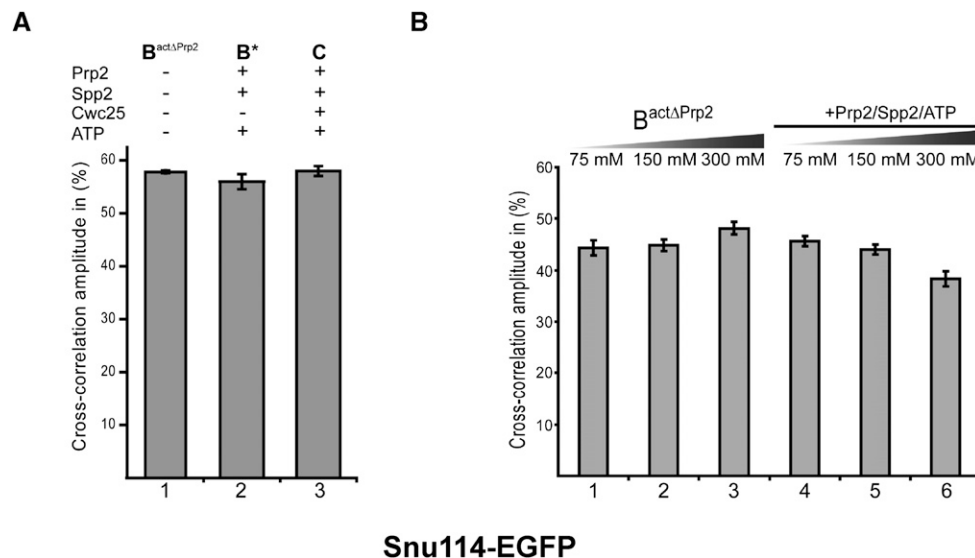 A
B^actΔPrp2 B* C
Prp2 - + +
Spp2 - + +
Cwc25 - - +
ATP - + +
Cross-correlation amplitude in (%)
60
50
40
30
20
10
1 2 3
B
B^actΔPrp2 +Prp2/Spp2/ATP
75 mM 150 mM 300 mM 75 mM 150 mM 300 mM
Cross-correlation amplitude in (%)
60
50
40
30
20
10
1 2 3 4 5 6
Snu114-EGFP